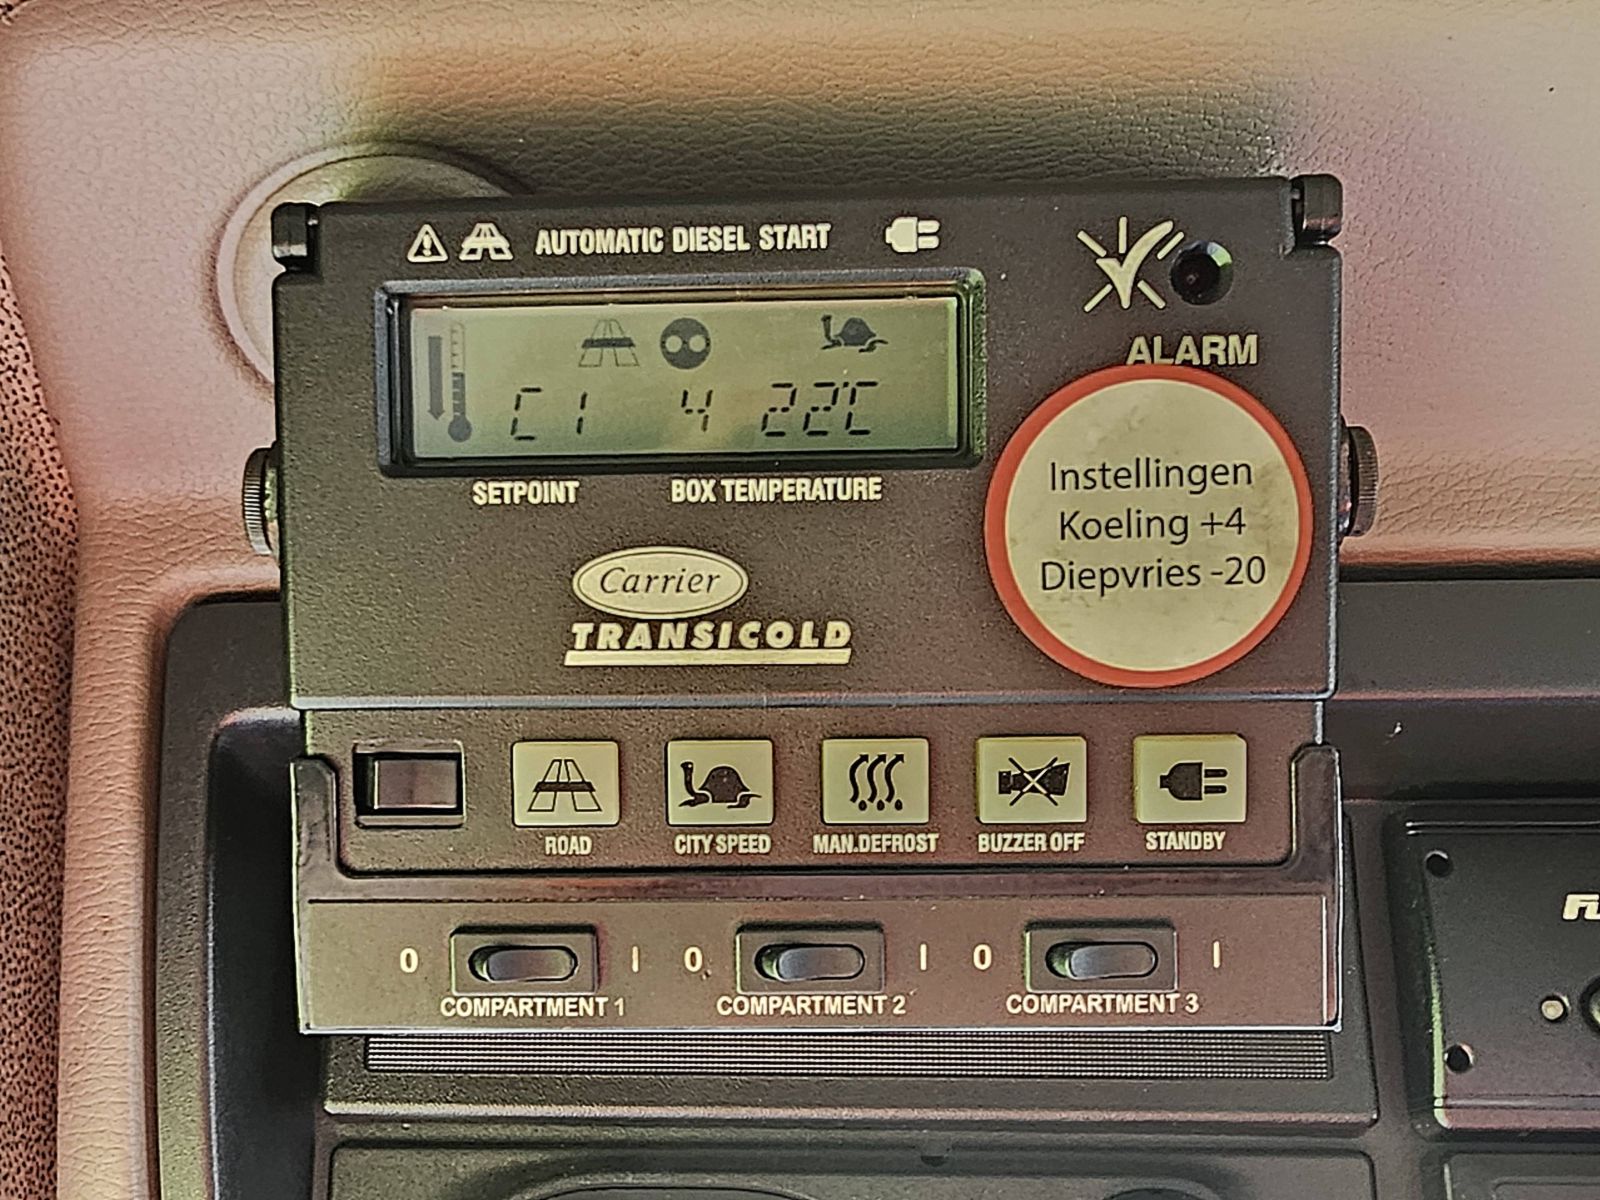 AUTOMATIC DIESEL START
C1 4 22°C
SETPOINT BOX TEMPERATURE
ALARM
Instellingen
Koeling +4
Diepvries -20
Carrier
TRANSICOLD
ROAD CITY SPEED MAN.DEFROST BUZZER OFF STANDBY
0 I 0 I 0 I
COMPARTMENT 1 COMPARTMENT 2 COMPARTMENT 3